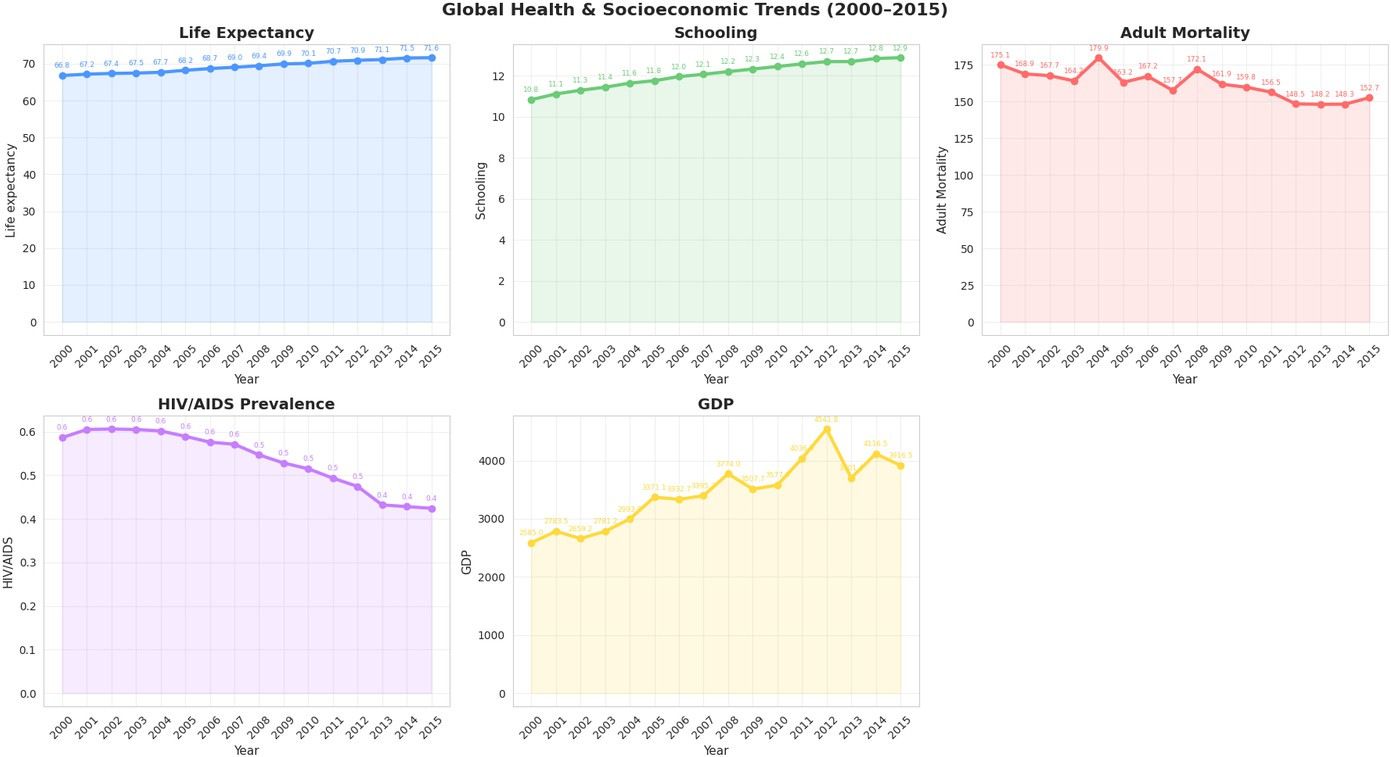 Global Health & Socioeconomic Trends (2000–2015)
Life Expectancy
Life expectancy
70
60
50
40
30
20
10
0
66.8 67.2 67.4 67.5 67.7 68.2 68.7 69.0 69.4 69.9 70.1 70.7 70.9 71.1 71.5 71.6
2000 2001 2002 2003 2004 2005 2006 2007 2008 2009 2010 2011 2012 2013 2014 2015
Year
Schooling
Schooling
12
10
8
6
4
2
0
10.8 11.1 11.3 11.4 11.6 11.8 12.0 12.1 12.2 12.3 12.4 12.6 12.7 12.7 12.8 12.9
2000 2001 2002 2003 2004 2005 2006 2007 2008 2009 2010 2011 2012 2013 2014 2015
Year
Adult Mortality
Adult Mortality
175
150
125
100
75
50
25
0
175.1 168.9 167.7 179.9 167.2 172.1 161.9 159.8 156.5 148.5 148.2 148.3 152.7
2000 2001 2002 2003 2004 2005 2006 2007 2008 2009 2010 2011 2012 2013 2014 2015
Year
HIV/AIDS Prevalence
HIV/AIDS
0.6
0.5
0.4
0.3
0.2
0.1
0.0
0.6 0.6 0.6 0.6 0.6 0.6 0.6 0.6 0.5 0.5 0.5 0.5 0.5 0.4 0.4 0.4
2000 2001 2002 2003 2004 2005 2006 2007 2008 2009 2010 2011 2012 2013 2014 2015
Year
GDP
GDP
4000
3000
2000
1000
0
2565.0 2783.5 2659.2 3371.1 3332.7 3774.0 3507.7 4541.8 4116.5 3916.5
2000 2001 2002 2003 2004 2005 2006 2007 2008 2009 2010 2011 2012 2013 2014 2015
Year